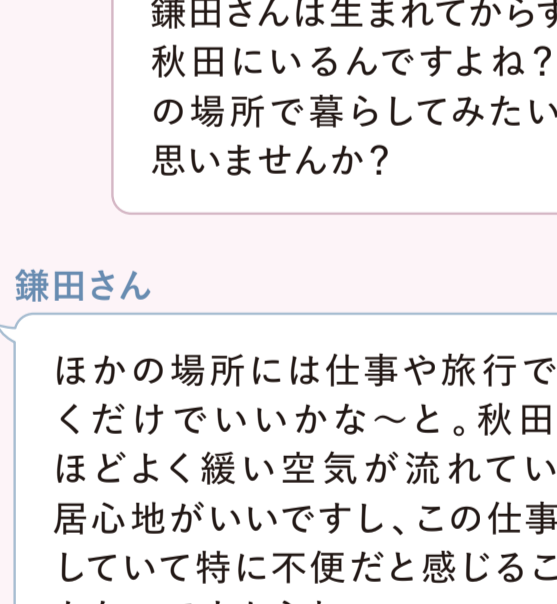 鎌田さんは生まれてからず
秋田にいるんですよね？
の場所で暮らしてみたい
思いませんか？
鎌田さん
ほかの場所には仕事や旅行で
くだけでいいかな〜と。秋田
ほどよく緩い空気が流れてい
居心地がいいですし、この仕事
していて特に不便だと感じるこ